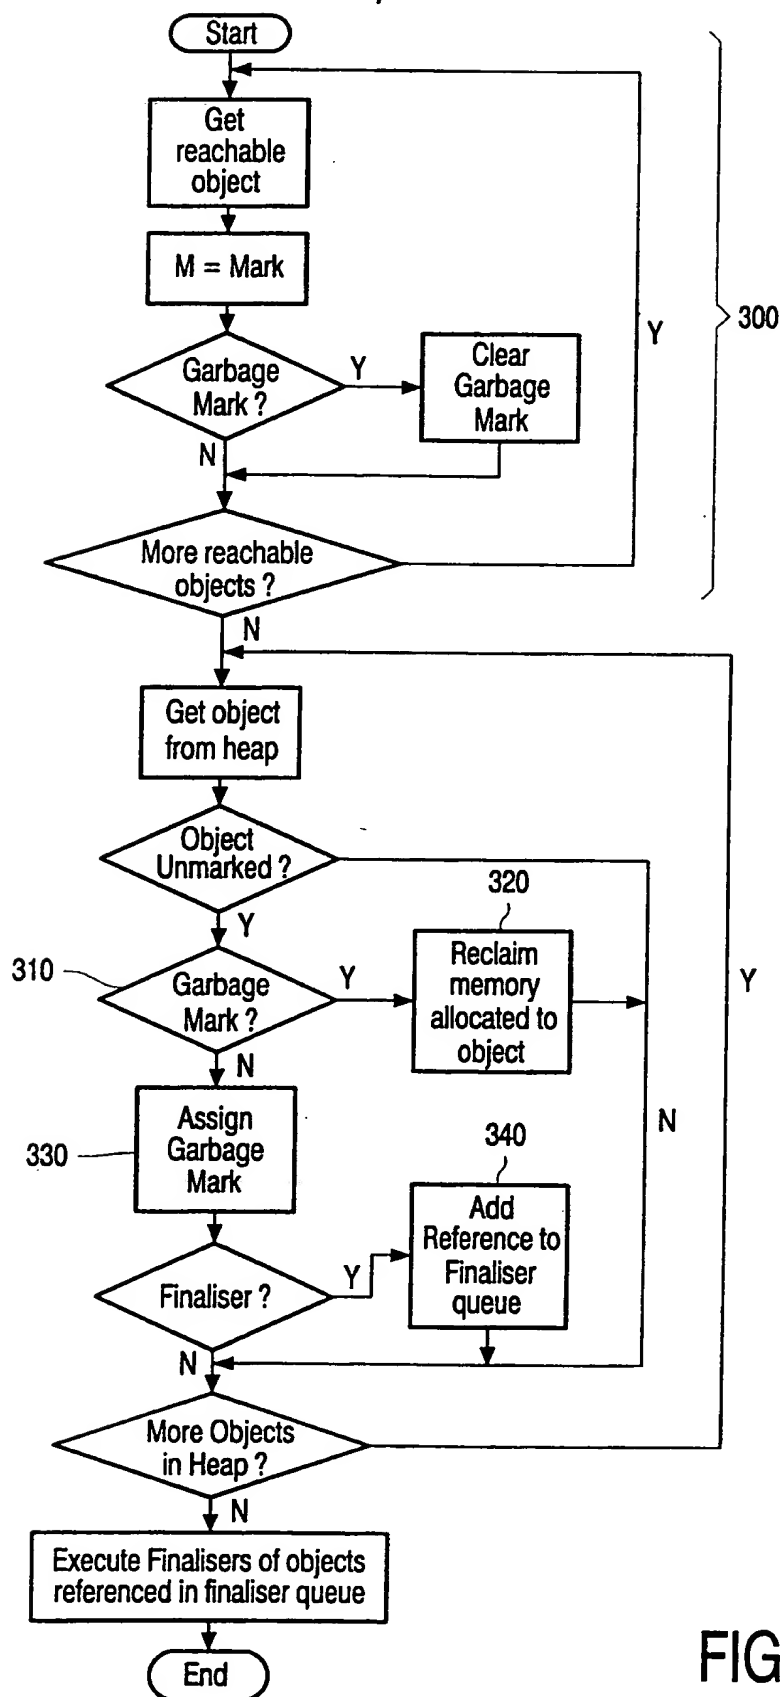 Start
Get
reachable
object
M = Mark
Garbage
Mark ?
Y
Clear
Garbage
Mark
Y
300
N
More reachable
objects ?
N
Get object
from heap
Object
Unmarked ?
Y
310
Garbage
Mark ?
Y
320
Reclaim
memory
allocated to
object
Y
N
330
Assign
Garbage
Mark
N
340
Add
Reference to
Finaliser
queue
Finaliser ?
Y
N
More Objects
in Heap ?
N
Execute Finalisers of objects
referenced in finaliser queue
End
FIG